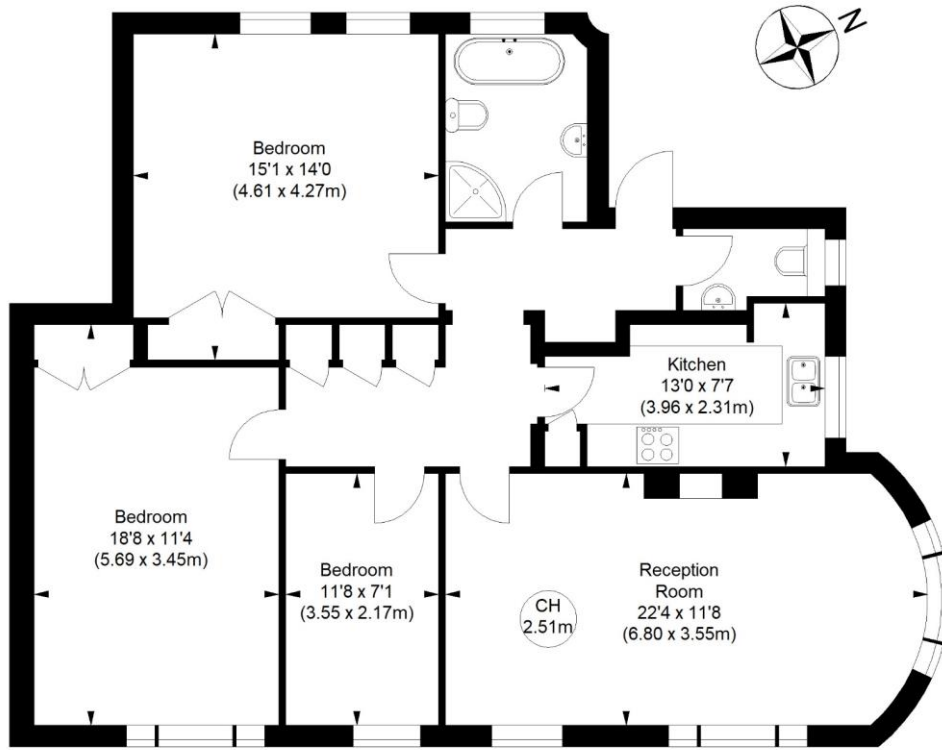 N
Bedroom
15'1 x 14'0
(4.61 x 4.27m)
Kitchen
13'0 x 7'7
(3.96 x 2.31m)
Bedroom
18'8 x 11'4
(5.69 x 3.45m)
Bedroom
11'8 x 7'1
(3.55 x 2.17m)
CH
2.51m
Reception
Room
22'4 x 11'8
(6.80 x 3.55m)